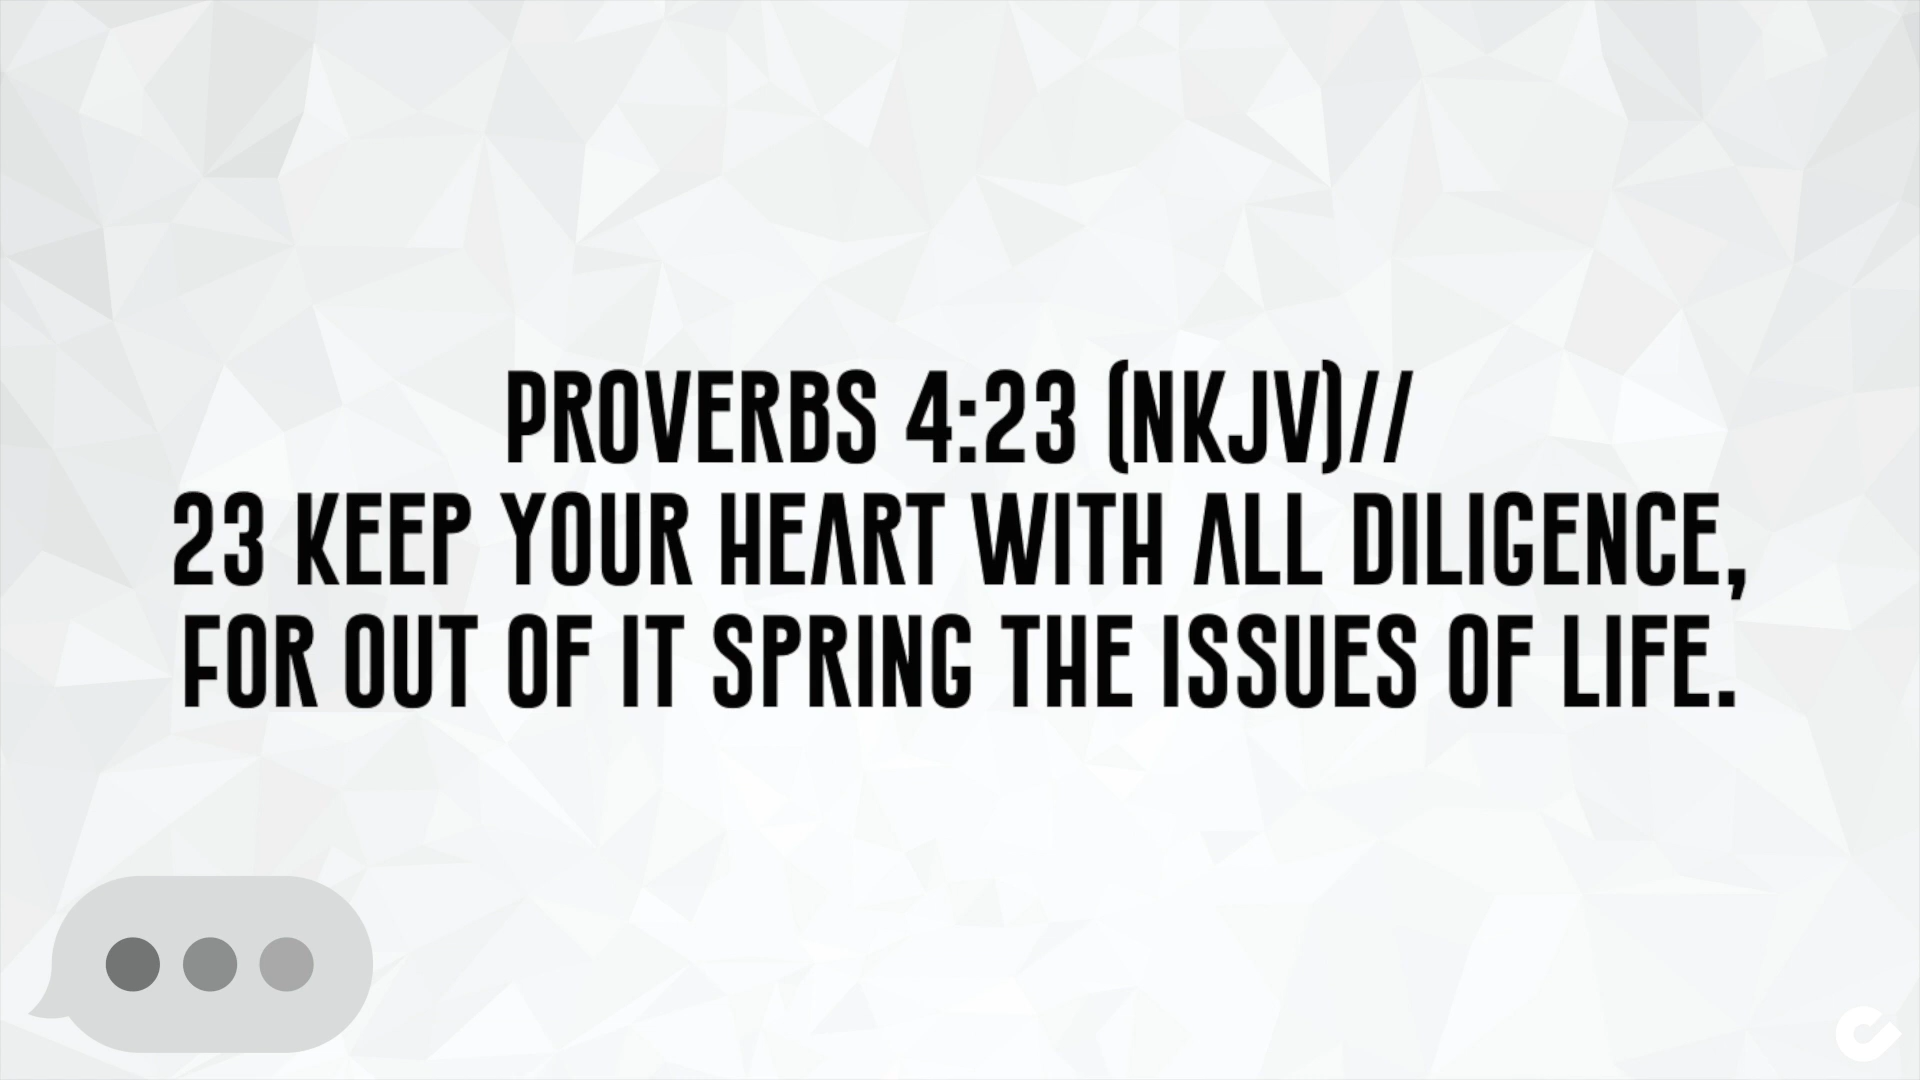 PROVERBS 4:23 (NKJV)//
23 KEEP YOUR HEART WITH ALL DILIGENCE,
FOR OUT OF IT SPRING THE ISSUES OF LIFE.